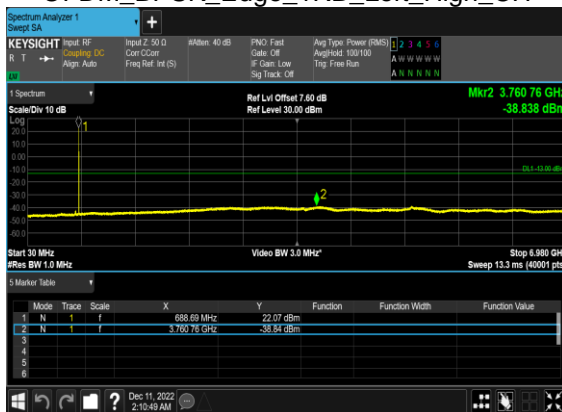 Spectrum Analyzer 1
Swept SA
KEYSIGHT
R T
Input: RF
Coupling: DC
Align: Auto
Input Z: 50 Ω
Corr CCorr
Freq Ref: Int (S)
#Atten: 40 dB
PNO: Fast
Gate: Off
IF Gain: Low
Sig Track: Off
Avg Type: Power (RMS)
Avg|Hold: 100/100
Trig: Free Run
1 2 3 4 5 6
A W W W W W
A N N N N N
1 Spectrum
Scale/Div 10 dB
Ref Lvl Offset 7.60 dB
Ref Level 30.00 dBm
Mkr2 3.760 76 GH
-38.838 dBn
Log
20.0
10.0
0.00
-10.0
-20.0
-30.0
-40.0
-50.0
-60.0
1
2
DL1 -13.00 dB
Start 30 MHz
#Res BW 1.0 MHz
Video BW 3.0 MHz*
Stop 6.980 GH
Sweep 13.3 ms (40001 pts
5 Marker Table
Mode Trace Scale X Y Function Function Width Function Value
1 N 1 f 688.69 MHz 22.07 dBm
2 N 1 f 3.760 76 GHz -38.84 dBm
3
4
5
6
?
Dec 11, 2022
2:10:49 AM